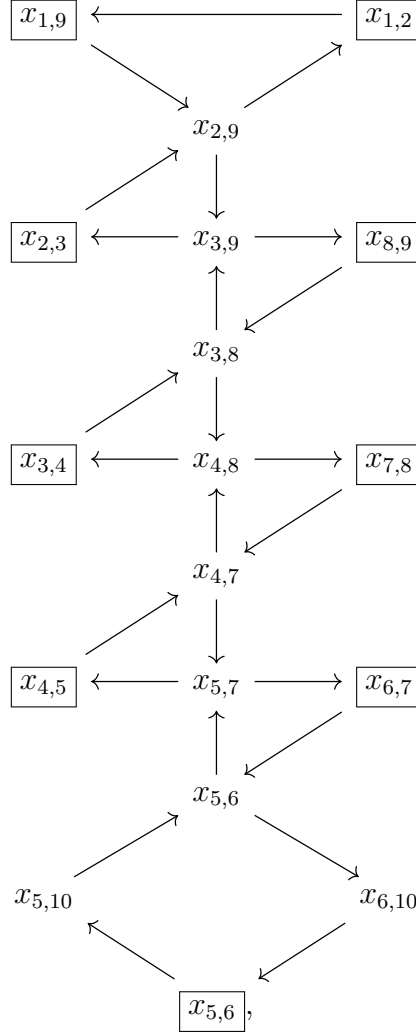 x_{1,9} x_{1,2}
x_{2,9}
x_{2,3} x_{3,9} x_{8,9}
x_{3,8}
x_{3,4} x_{4,8} x_{7,8}
x_{4,7}
x_{4,5} x_{5,7} x_{6,7}
x_{5,6}
x_{5,10} x_{6,10}
x_{5,6},